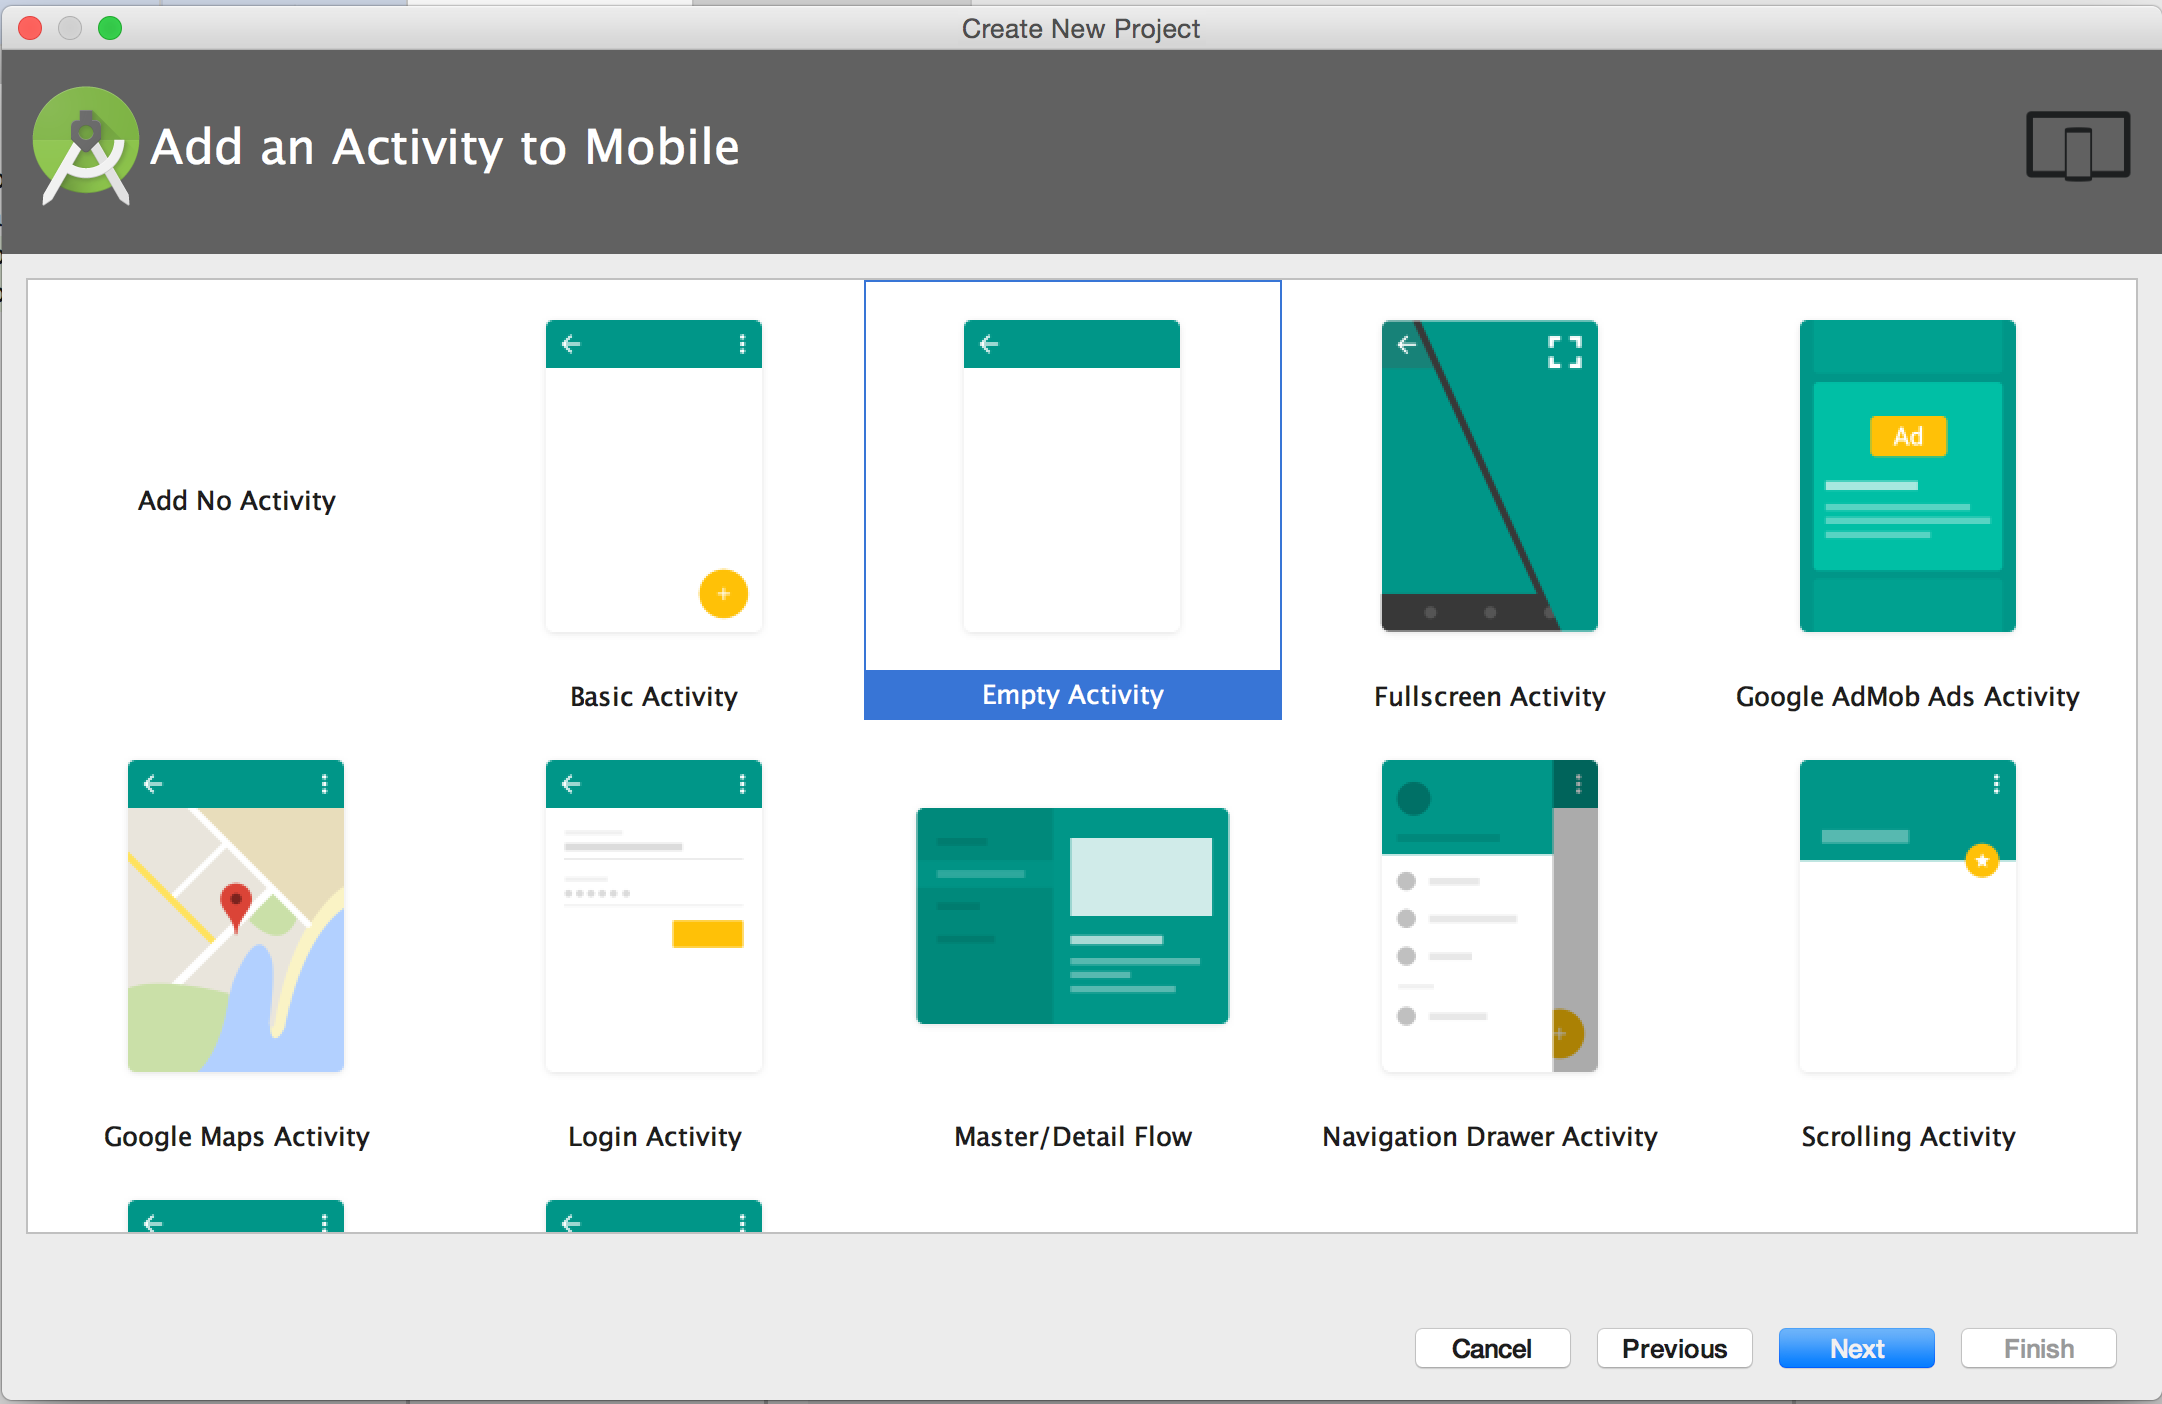 Create New Project
Add an Activity to Mobile
Add No Activity
Basic Activity
Empty Activity
Fullscreen Activity
Ad
Google AdMob Ads Activity
Google Maps Activity
Login Activity
Master/Detail Flow
Navigation Drawer Activity
Scrolling Activity
Cancel
Previous
Next
Finish